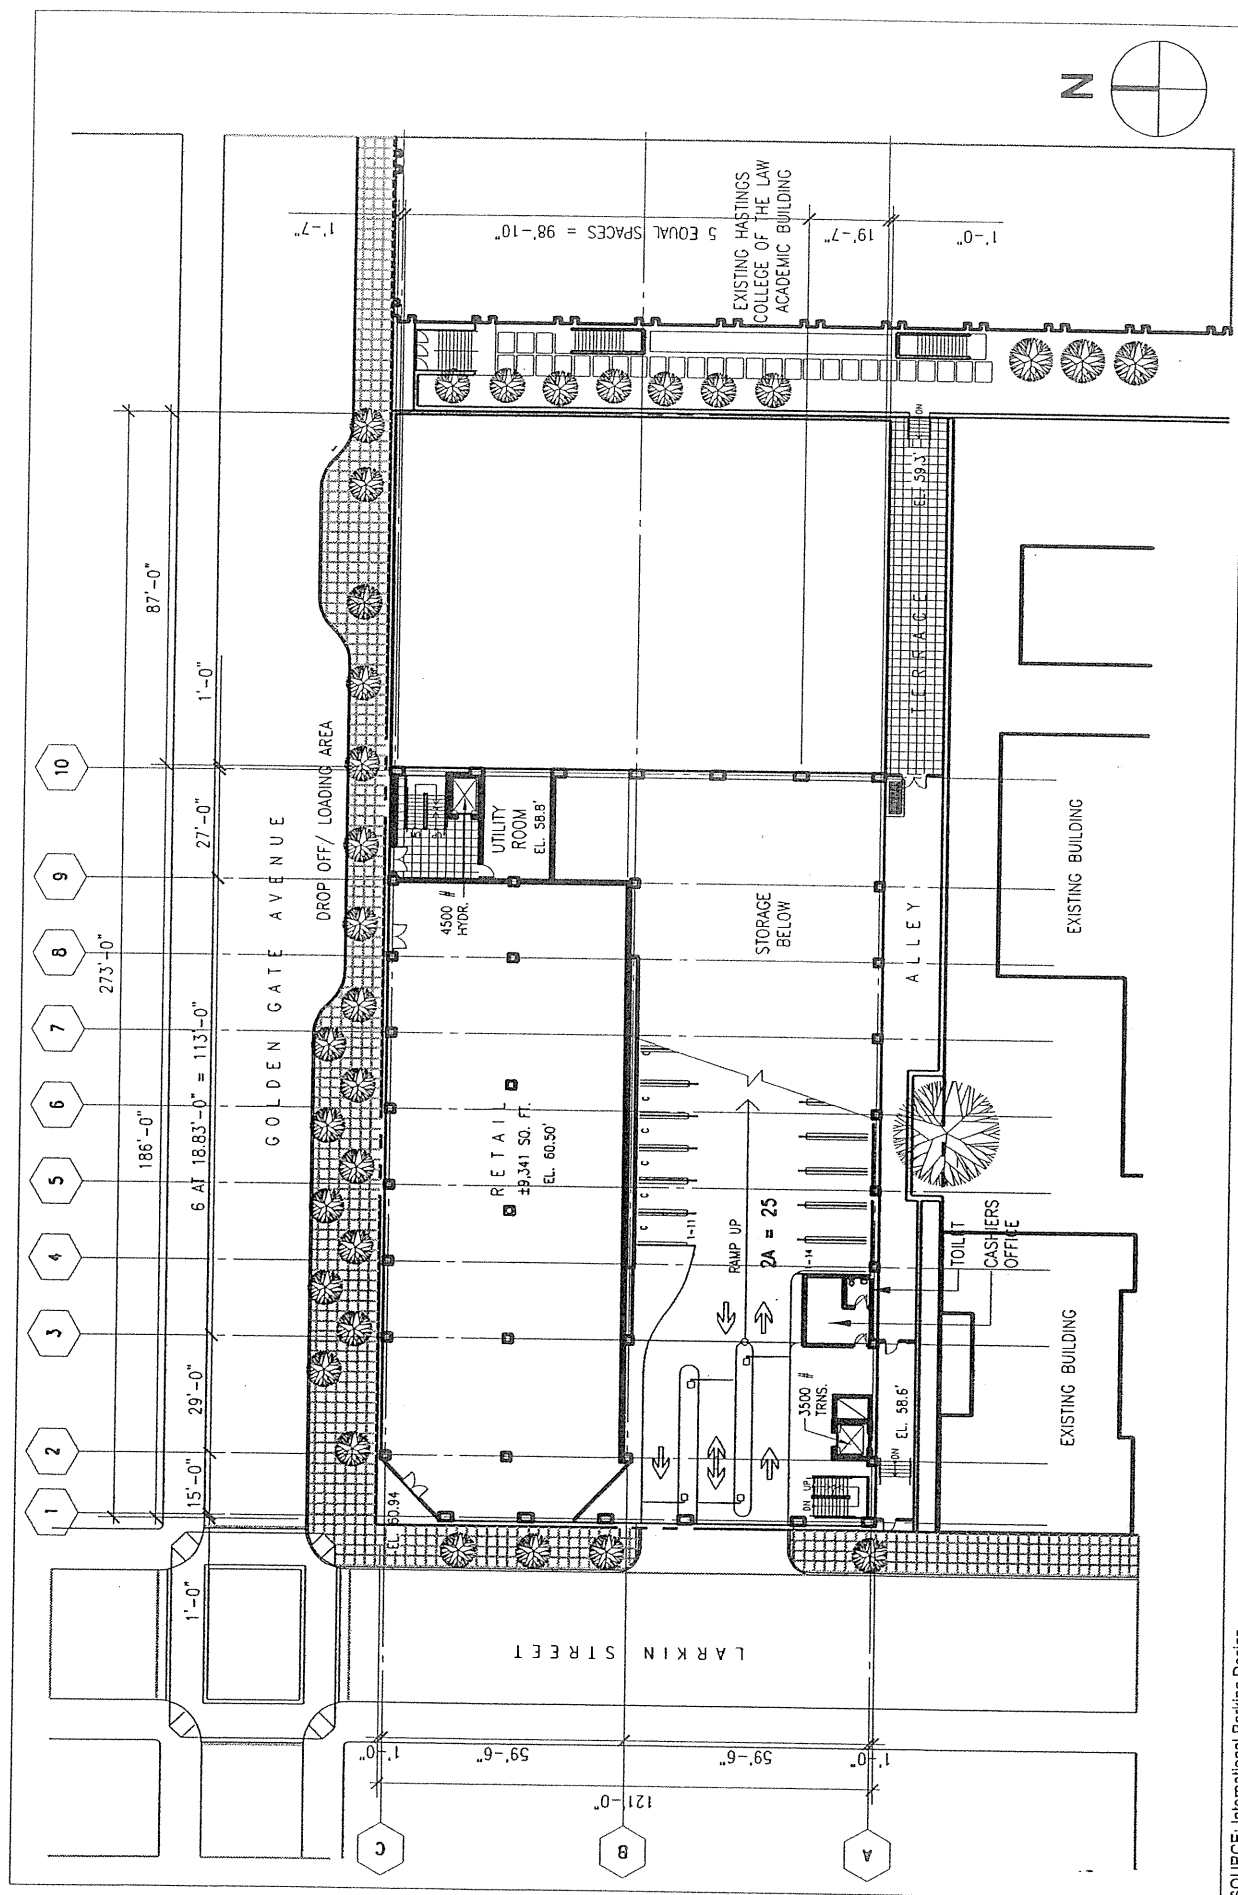 N
EXISTING HASTINGS
COLLEGE OF THE LAW
ACADEMIC BUILDING
1'-7"
5 EQUAL SPACES = 98'-10"
19'-7"
1'-0"
273'-0"
87'-0"
186'-0"
1'-0"
27'-0"
6 AT 18.83'-0" = 113'-0"
29'-0"
15'-0"
1'-0"
10
9
8
7
6
5
4
3
2
1
GOLDEN GATE AVENUE
DROP OFF/ LOADING AREA
UTILITY
ROOM
EL. 58.8'
4500 #
HYDR.
RETAIL
±9,341 SQ. FT.
EL. 60.50'
STORAGE
BELOW
TERRACE
EL. 59.3'
DN
ALLEY
EXISTING BUILDING
RAMP UP
2A = 25
1-11
1-14
C
C
C
C
C
C
TOILET
CASHIERS
OFFICE
3500 #
TRNS.
EL. 58.6'
DN
DN UP
EXISTING BUILDING
EL. 60.94
LARKIN STREET
1'-0"
59'-6"
59'-6"
1'-0"
121'-0"
C
B
A
SOURCE: International Parking Design